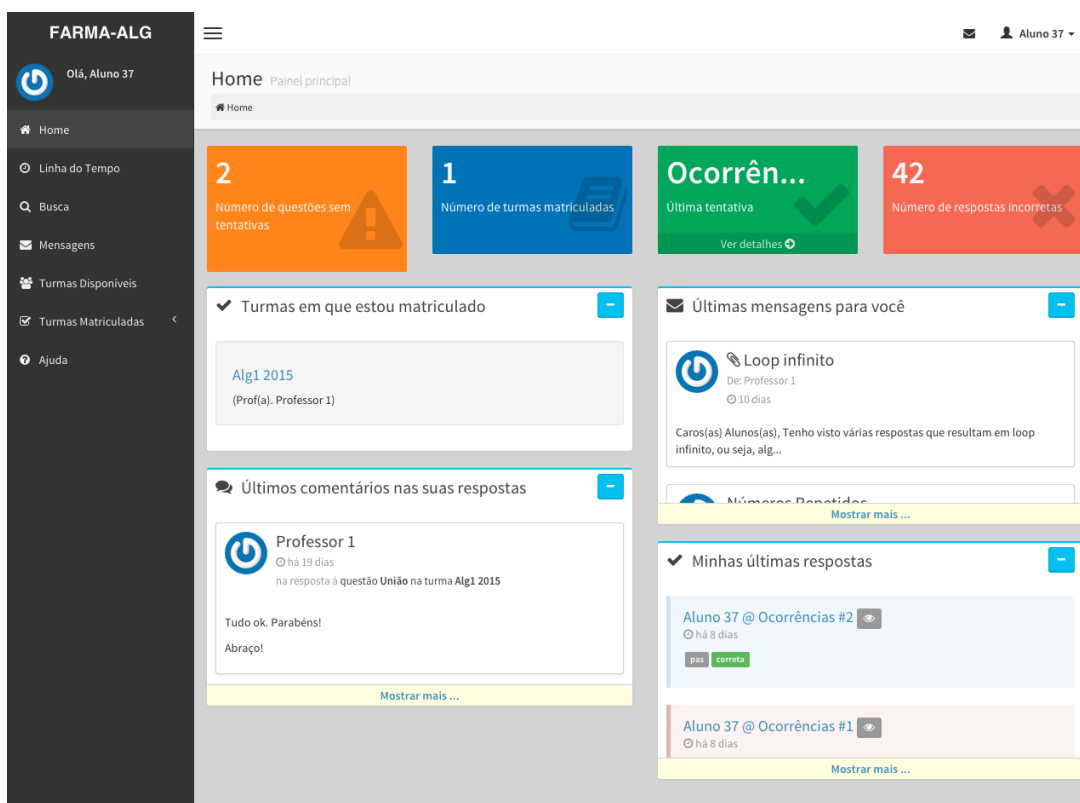 FARMA-ALG
Aluno 37
Olá, Aluno 37
Home
Linha do Tempo
Busca
Mensagens
Turmas Disponíveis
Turmas Matriculadas
Ajuda
Home Painel principal
Home
2
Número de questões sem
tentativas
1
Número de turmas matriculadas
Ocorrên...
Última tentativa
Ver detalhes
42
Número de respostas incorretas
Turmas em que estou matriculado
Alg1 2015
(Prof(a). Professor 1)
Últimos comentários nas suas respostas
Professor 1
há 19 dias
na resposta à questão União na turma Alg1 2015
Tudo ok. Parabéns!
Abraço!
Mostrar mais ...
Últimas mensagens para você
Loop infinito
De: Professor 1
10 dias
Caros(as) Alunos(as), Tenho visto várias respostas que resultam em loop
infinito, ou seja, alg...
Números Repetidos
Mostrar mais ...
Minhas últimas respostas
Aluno 37 @ Ocorrências #2
há 8 dias
pas correta
Aluno 37 @ Ocorrências #1
há 8 dias
Mostrar mais ...